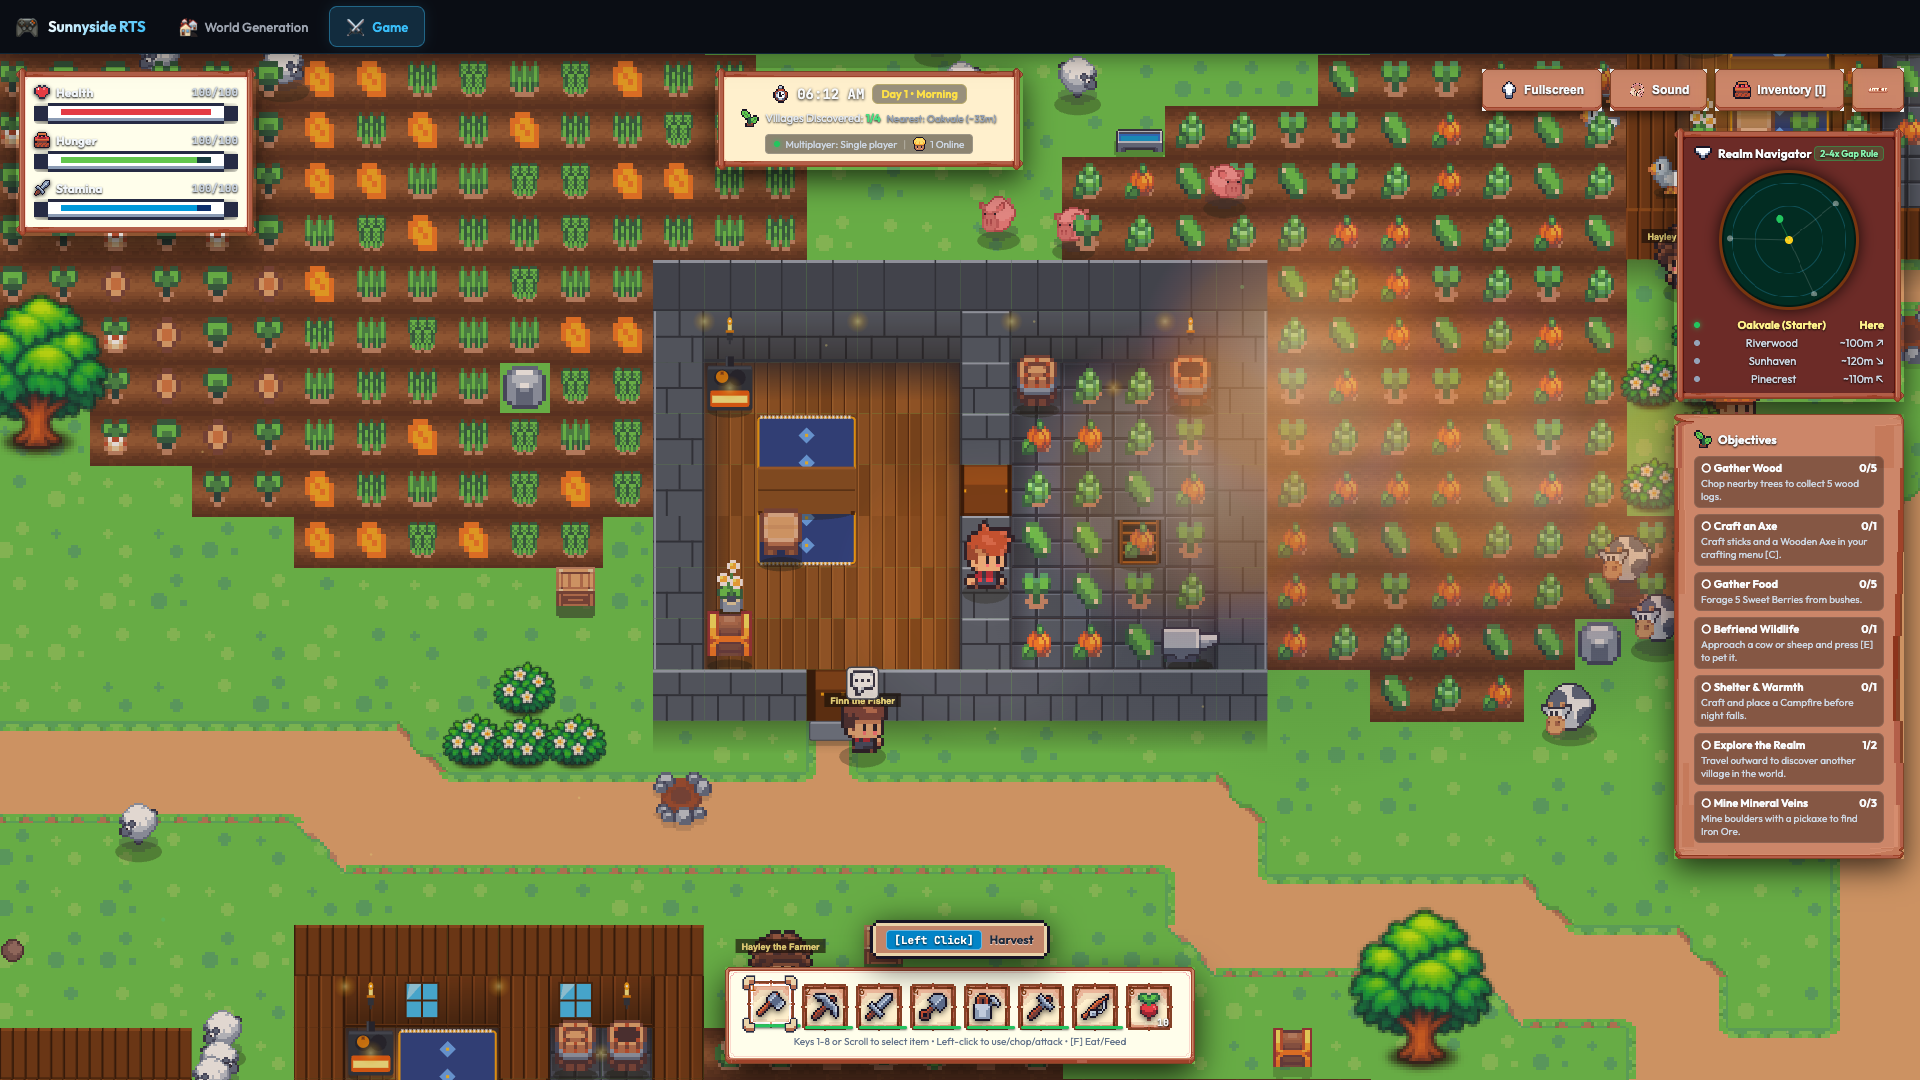 Sunnyside RTS
World Generation
Game
Health 100/100
Hunger 100/100
Stamina 100/100
06:12 AM Day 1 • Morning
Villages Discovered: 1/4 Nearest: Oakvale (~33m)
Multiplayer: Single player | 1 Online
Fullscreen
Sound
Inventory [I]
Realm Navigator 2-4x Gap Rule
Oakvale (Starter) Here
Riverwood ~100m ↗
Sunhaven ~120m ↘
Pinecrest ~110m ↖
Hayley
Objectives
Gather Wood 0/5
Chop nearby trees to collect 5 wood
logs.
Craft an Axe 0/1
Craft sticks and a Wooden Axe in your
crafting menu [C].
Gather Food 0/5
Forage 5 Sweet Berries from bushes.
Befriend Wildlife 0/1
Approach a cow or sheep and press [E]
to pet it.
Shelter & Warmth 0/1
Craft and place a Campfire before
night falls.
Explore the Realm 1/2
Travel outward to discover another
village in the world.
Mine Mineral Veins 0/3
Mine boulders with a pickaxe to find
Iron Ore.
Finn the Fisher
Hayley the Farmer
[Left Click] Harvest
10
Keys 1-8 or Scroll to select item • Left-click to use/chop/attack • [F] Eat/Feed